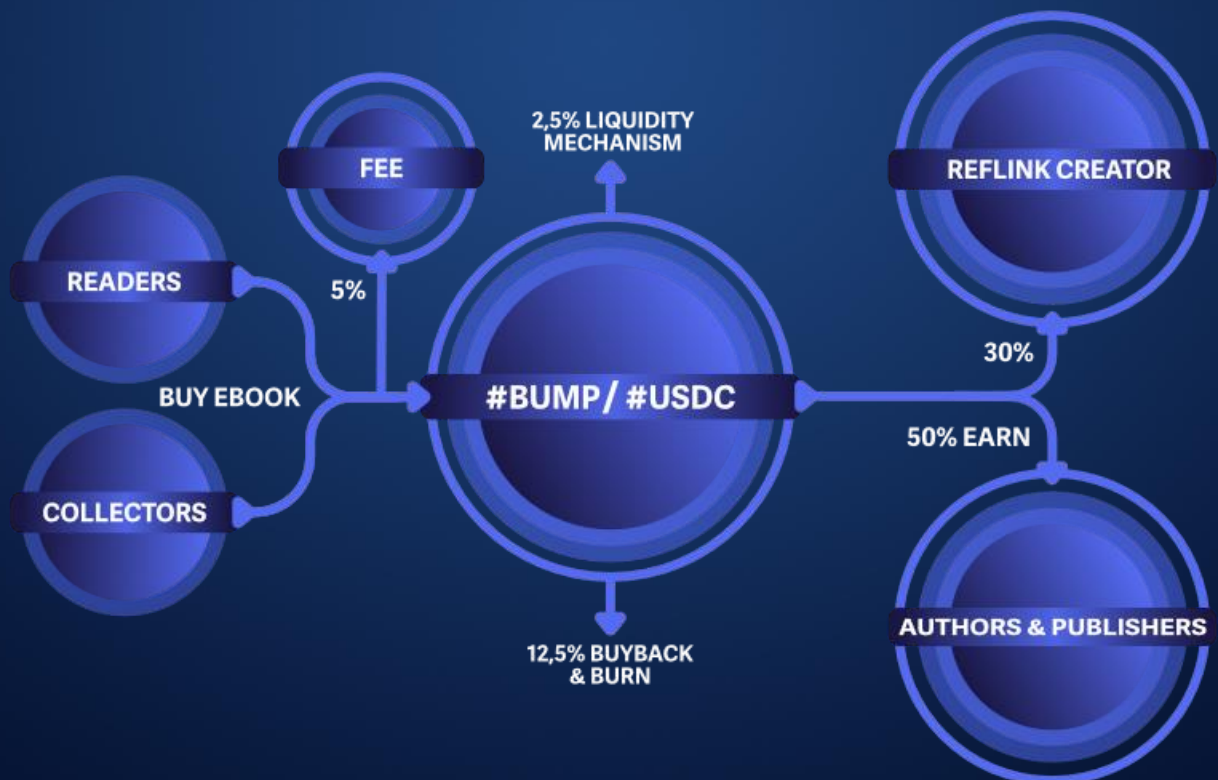 READERS
COLLECTORS
BUY EBOOK
FEE
5%
2,5% LIQUIDITY
MECHANISM
#BUMP/ #USDC
12,5% BUYBACK
& BURN
REFLINK CREATOR
30%
50% EARN
AUTHORS & PUBLISHERS